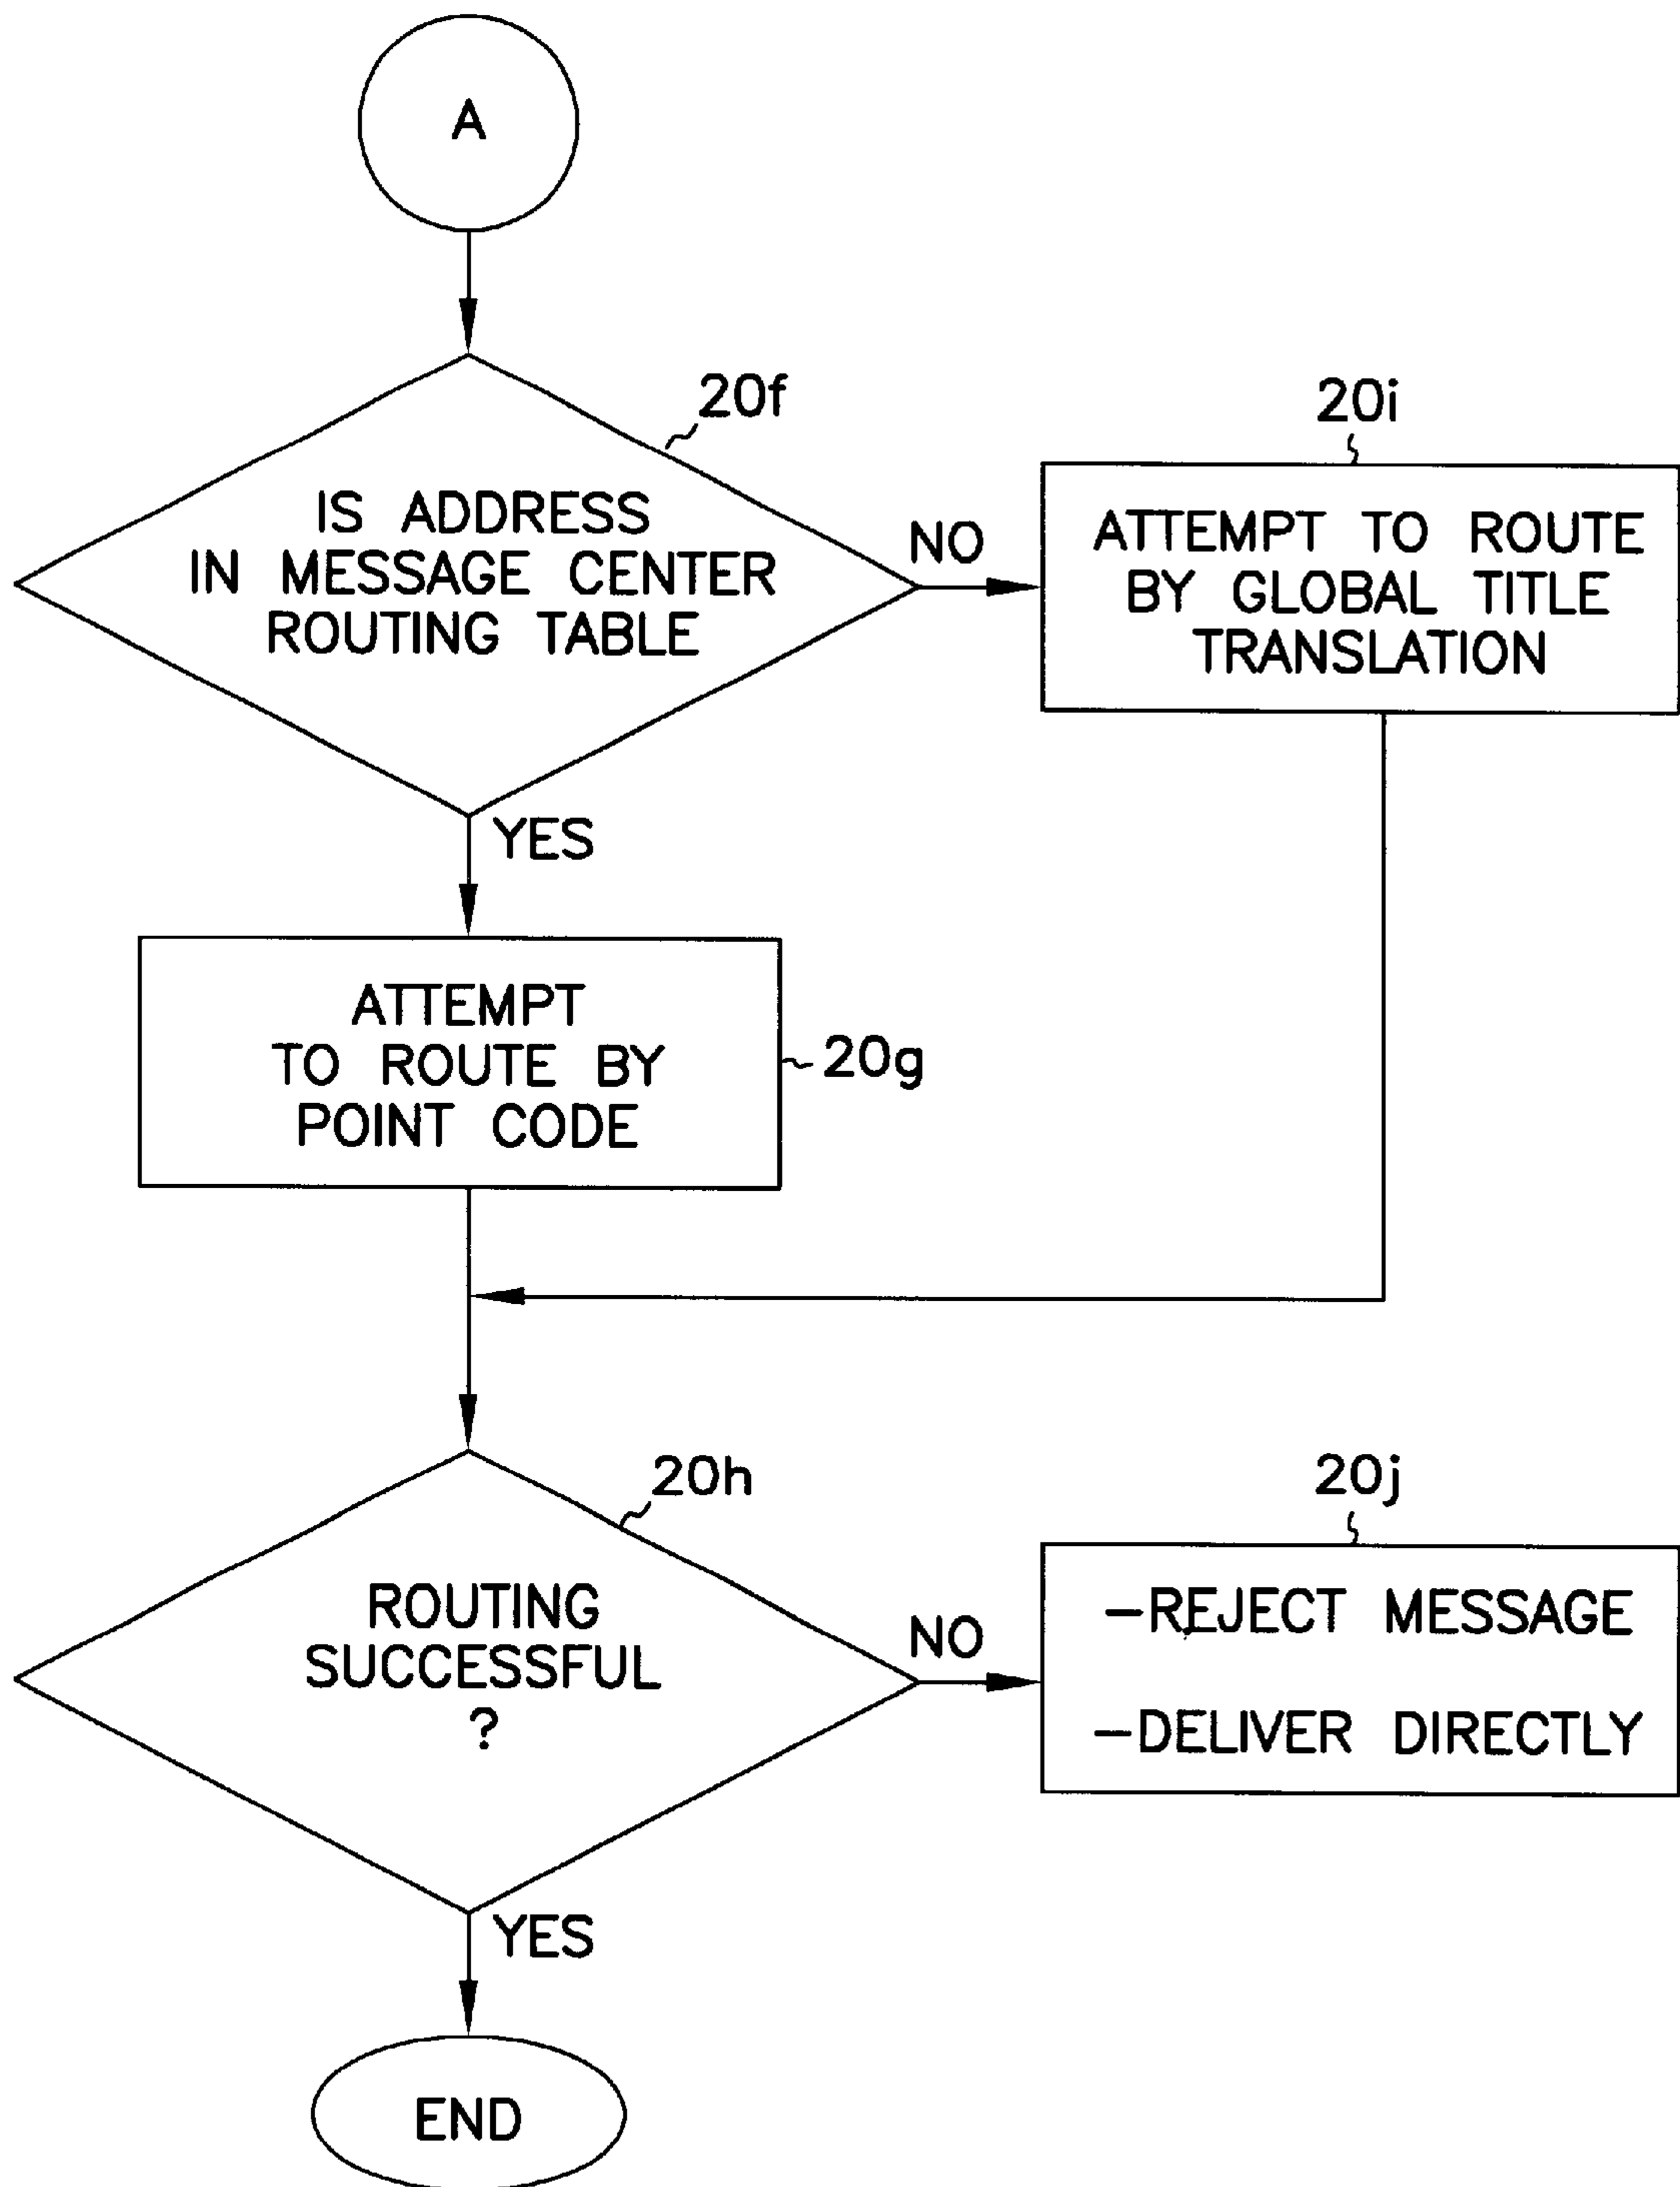 A
20f
IS ADDRESS
IN MESSAGE CENTER
ROUTING TABLE
NO
20i
ATTEMPT TO ROUTE
BY GLOBAL TITLE
TRANSLATION
YES
ATTEMPT
TO ROUTE BY
POINT CODE
20g
20h
ROUTING
SUCCESSFUL
?
NO
20j
–REJECT MESSAGE
–DELIVER DIRECTLY
YES
END